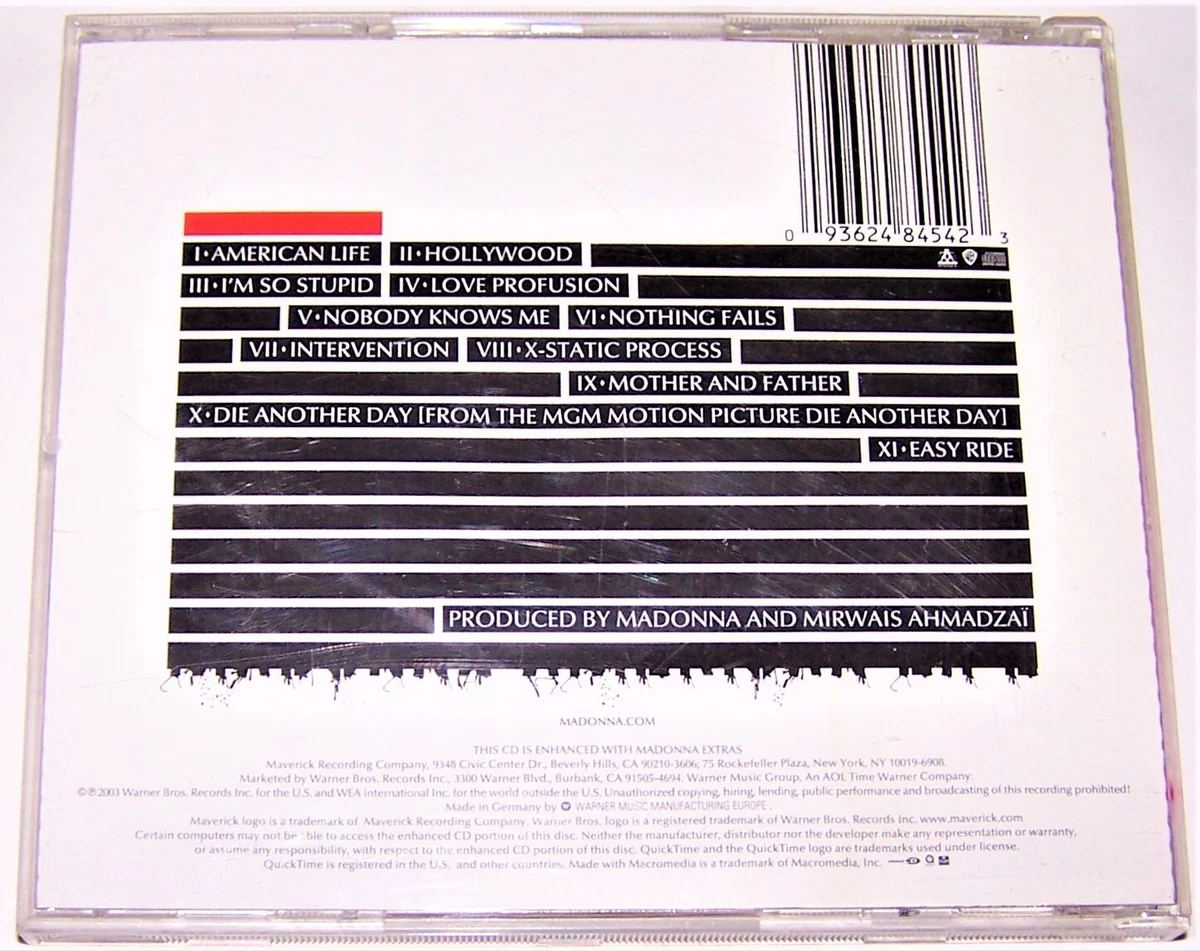 0 93624 84542 3
I•AMERICAN LIFE II•HOLLYWOOD
III•I'M SO STUPID IV•LOVE PROFUSION
V•NOBODY KNOWS ME VI•NOTHING FAILS
VII•INTERVENTION VIII•X-STATIC PROCESS
IX•MOTHER AND FATHER
X•DIE ANOTHER DAY [FROM THE MGM MOTION PICTURE DIE ANOTHER DAY]
XI•EASY RIDE
PRODUCED BY MADONNA AND MIRWAIS AHMADZAÏ
MADONNA.COM
THIS CD IS ENHANCED WITH MADONNA EXTRAS
Maverick Recording Company, 9348 Civic Center Dr., Beverly Hills, CA 90210-3606; 75 Rockefeller Plaza, New York, NY 10019-6908.
Marketed by Warner Bros. Records Inc., 3300 Warner Blvd., Burbank, CA 91505-4694. Warner Music Group, An AOL Time Warner Company.
©℗2003 Warner Bros. Records Inc. for the U.S. and WEA International Inc. for the world outside the U.S. Unauthorized copying, hiring, lending, public performance and broadcasting of this recording prohibited!
Made in Germany by WARNER MUSIC MANUFACTURING EUROPE.
Maverick logo is a trademark of Maverick Recording Company. Warner Bros. logo is a registered trademark of Warner Bros. Records Inc. www.maverick.com
Certain computers may not be able to access the enhanced CD portion of this disc. Neither the manufacturer, distributor nor the developer make any representation or warranty,
or assume any responsibility, with respect to the enhanced CD portion of this disc. QuickTime and the QuickTime logo are trademarks used under license.
QuickTime is registered in the U.S. and other countries. Made with Macromedia is a trademark of Macromedia, Inc.